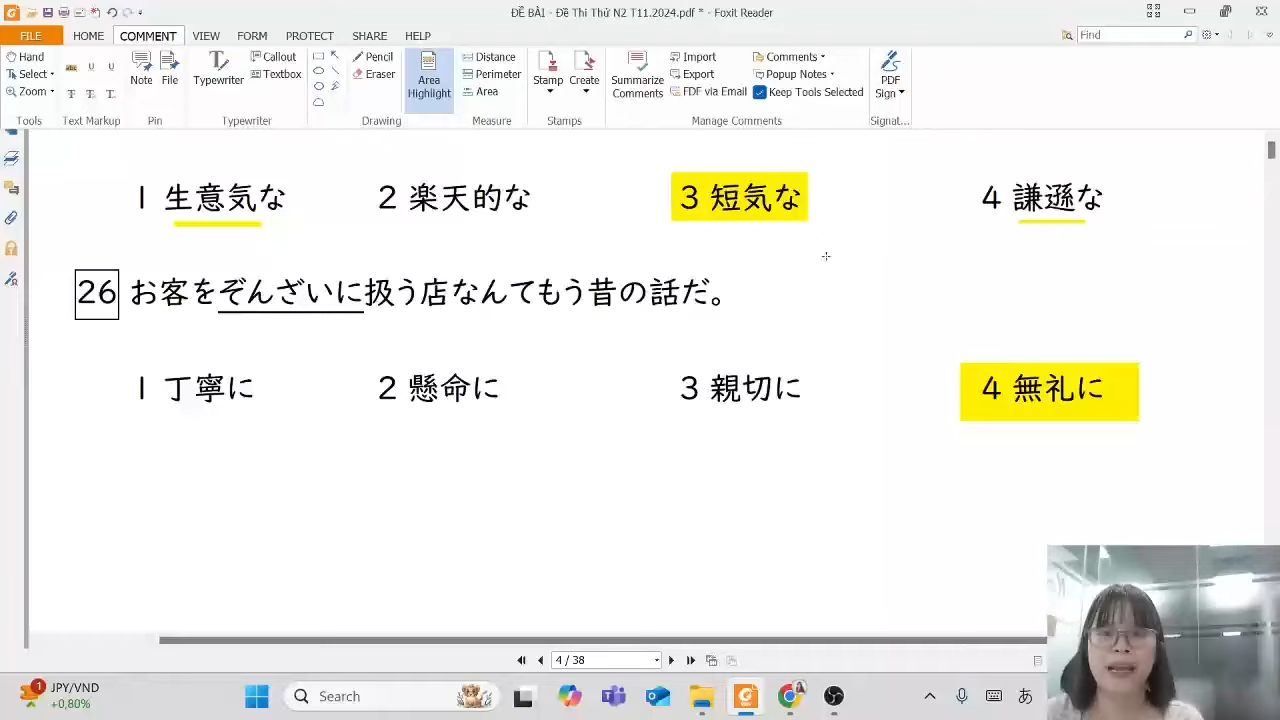 ĐỀ BÀI - Đề Thi Thử N2 T11.2024.pdf * - Foxit Reader
FILE HOME COMMENT VIEW FORM PROTECT SHARE HELP Find
Hand Select Zoom Tools
Text Markup
Note File Pin
Typewriter Callout Textbox Typewriter
Pencil Eraser Area Highlight Drawing
Distance Perimeter Area Measure
Stamp Create Stamps
Summarize Comments Import Export FDF via Email Comments Popup Notes Keep Tools Selected Manage Comments
PDF Sign Signat...
1 生意気な 2 楽天的な 3 短気な 4 謙遜な
26 お客をぞんざいに扱う店なんてもう昔の話だ。
1 丁寧に 2 懸命に 3 親切に 4 無礼に
4 / 38
1 JPY/VND
+0,80%
Search
あ